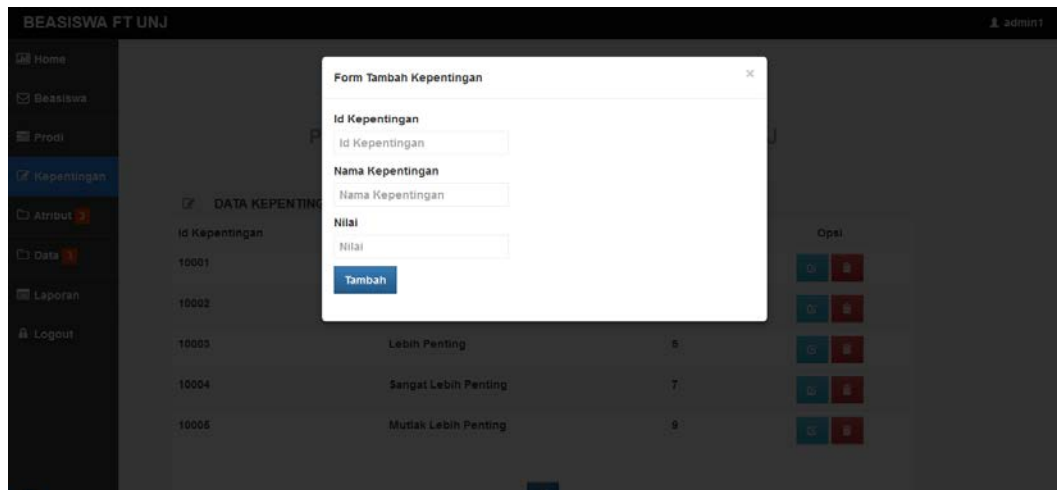 BEASISWA FT UNJ
admin1
Home
Beasiswa
Prodi
Kepentingan
Atribut 3
Data 3
Laporan
Logout
Form Tambah Kepentingan ×
Id Kepentingan
Id Kepentingan
Nama Kepentingan
Nama Kepentingan
Nilai
Nilai
Tambah
DATA KEPENTING
Id Kepentingan Opsi
10001
10002
10003 Lebih Penting 5
10004 Sangat Lebih Penting 7
10005 Mutlak Lebih Penting 9